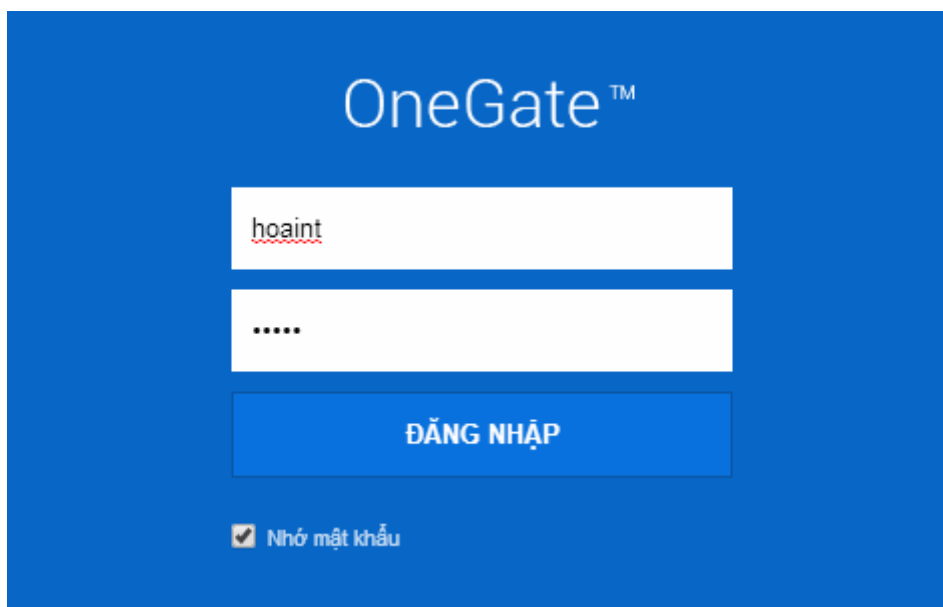 OneGate™
hoaint
•••••
ĐĂNG NHẬP
Nhớ mật khẩu